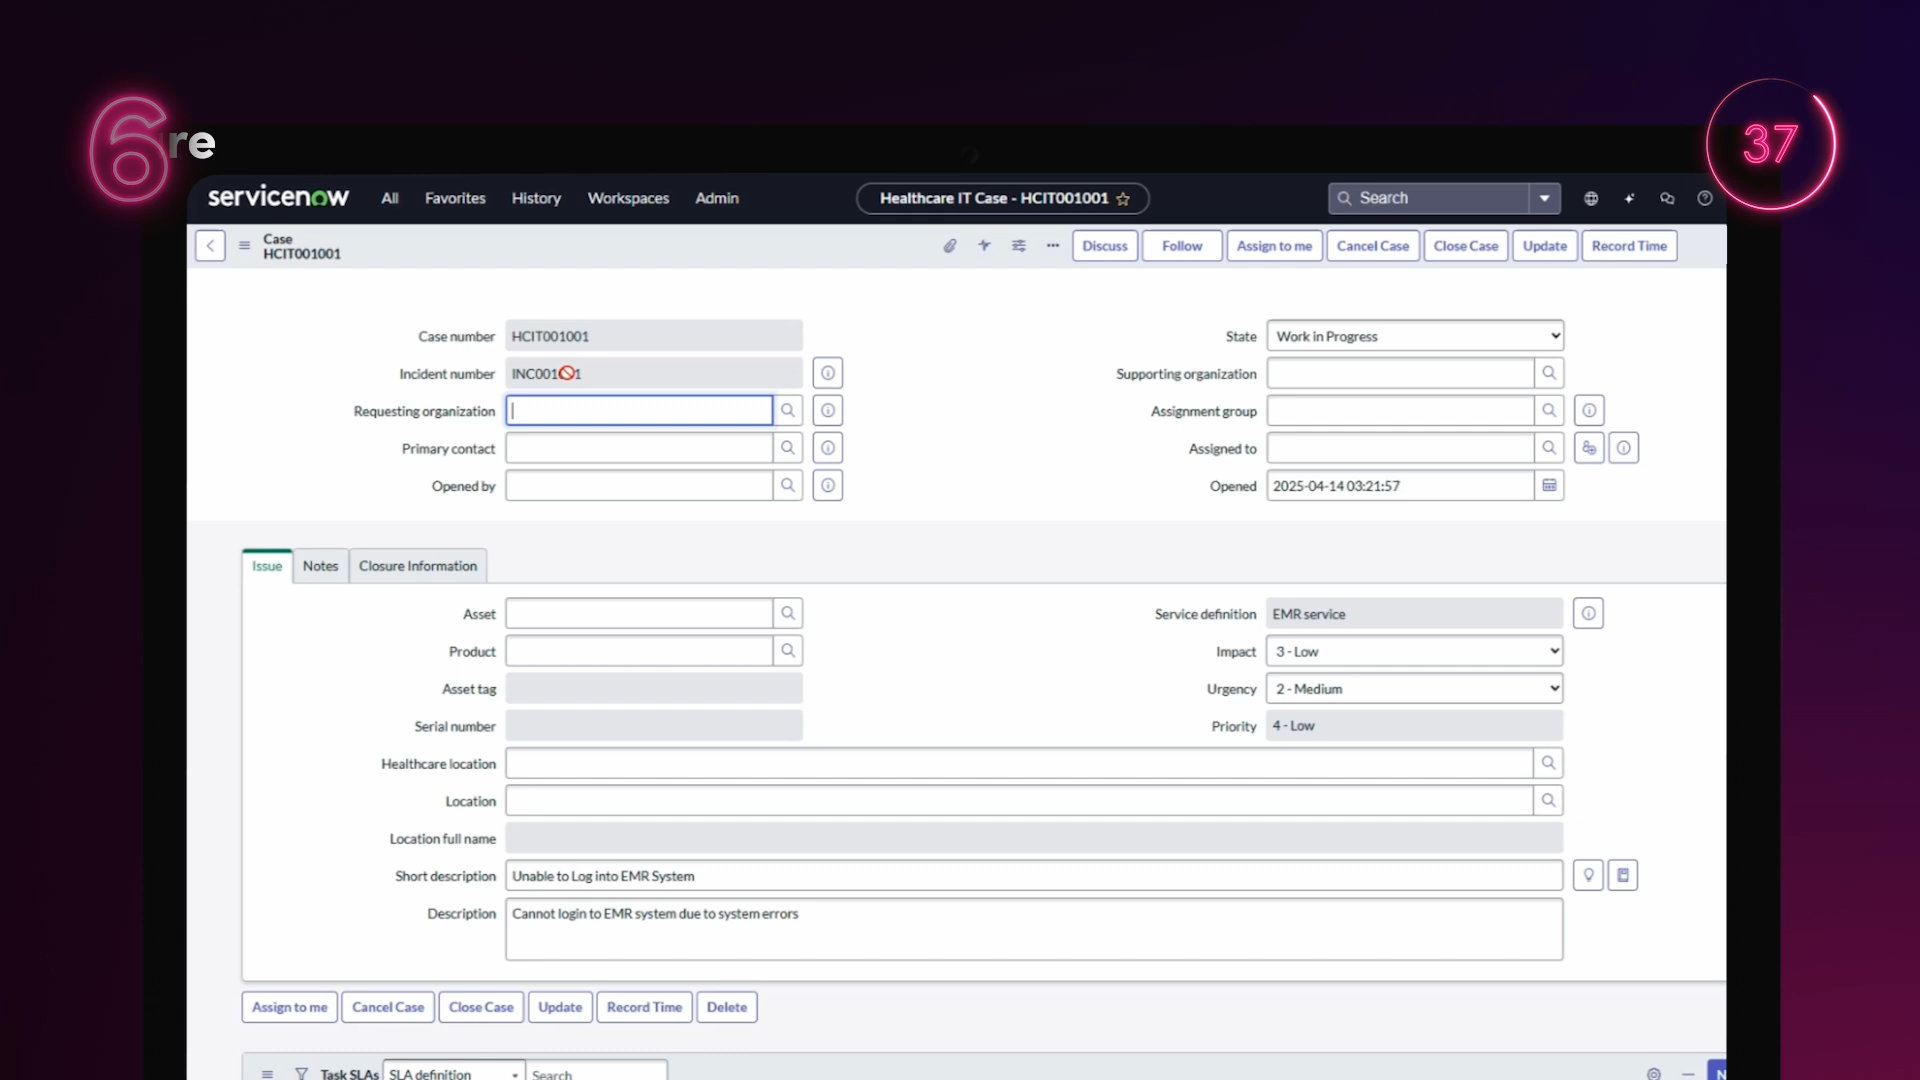 6
re
37
servicenow All Favorites History Workspaces Admin Healthcare IT Case - HCIT001001 Search
Case
HCIT001001
Discuss Follow Assign to me Cancel Case Close Case Update Record Time
Case number HCIT001001 State Work in Progress
Incident number Supporting organization
Requesting organization Assignment group
Primary contact Assigned to
Opened by Opened 2025-04-14 03:21:57
Issue Notes Closure Information
Asset Service definition EMR service
Product Impact 3 - Low
Asset tag Urgency 2 - Medium
Serial number Priority 4 - Low
Healthcare location
Location
Location full name
Short description Unable to Log into EMR System
Description Cannot login to EMR system due to system errors
Assign to me Cancel Case Close Case Update Record Time Delete
Task SLAs SLA definition Search